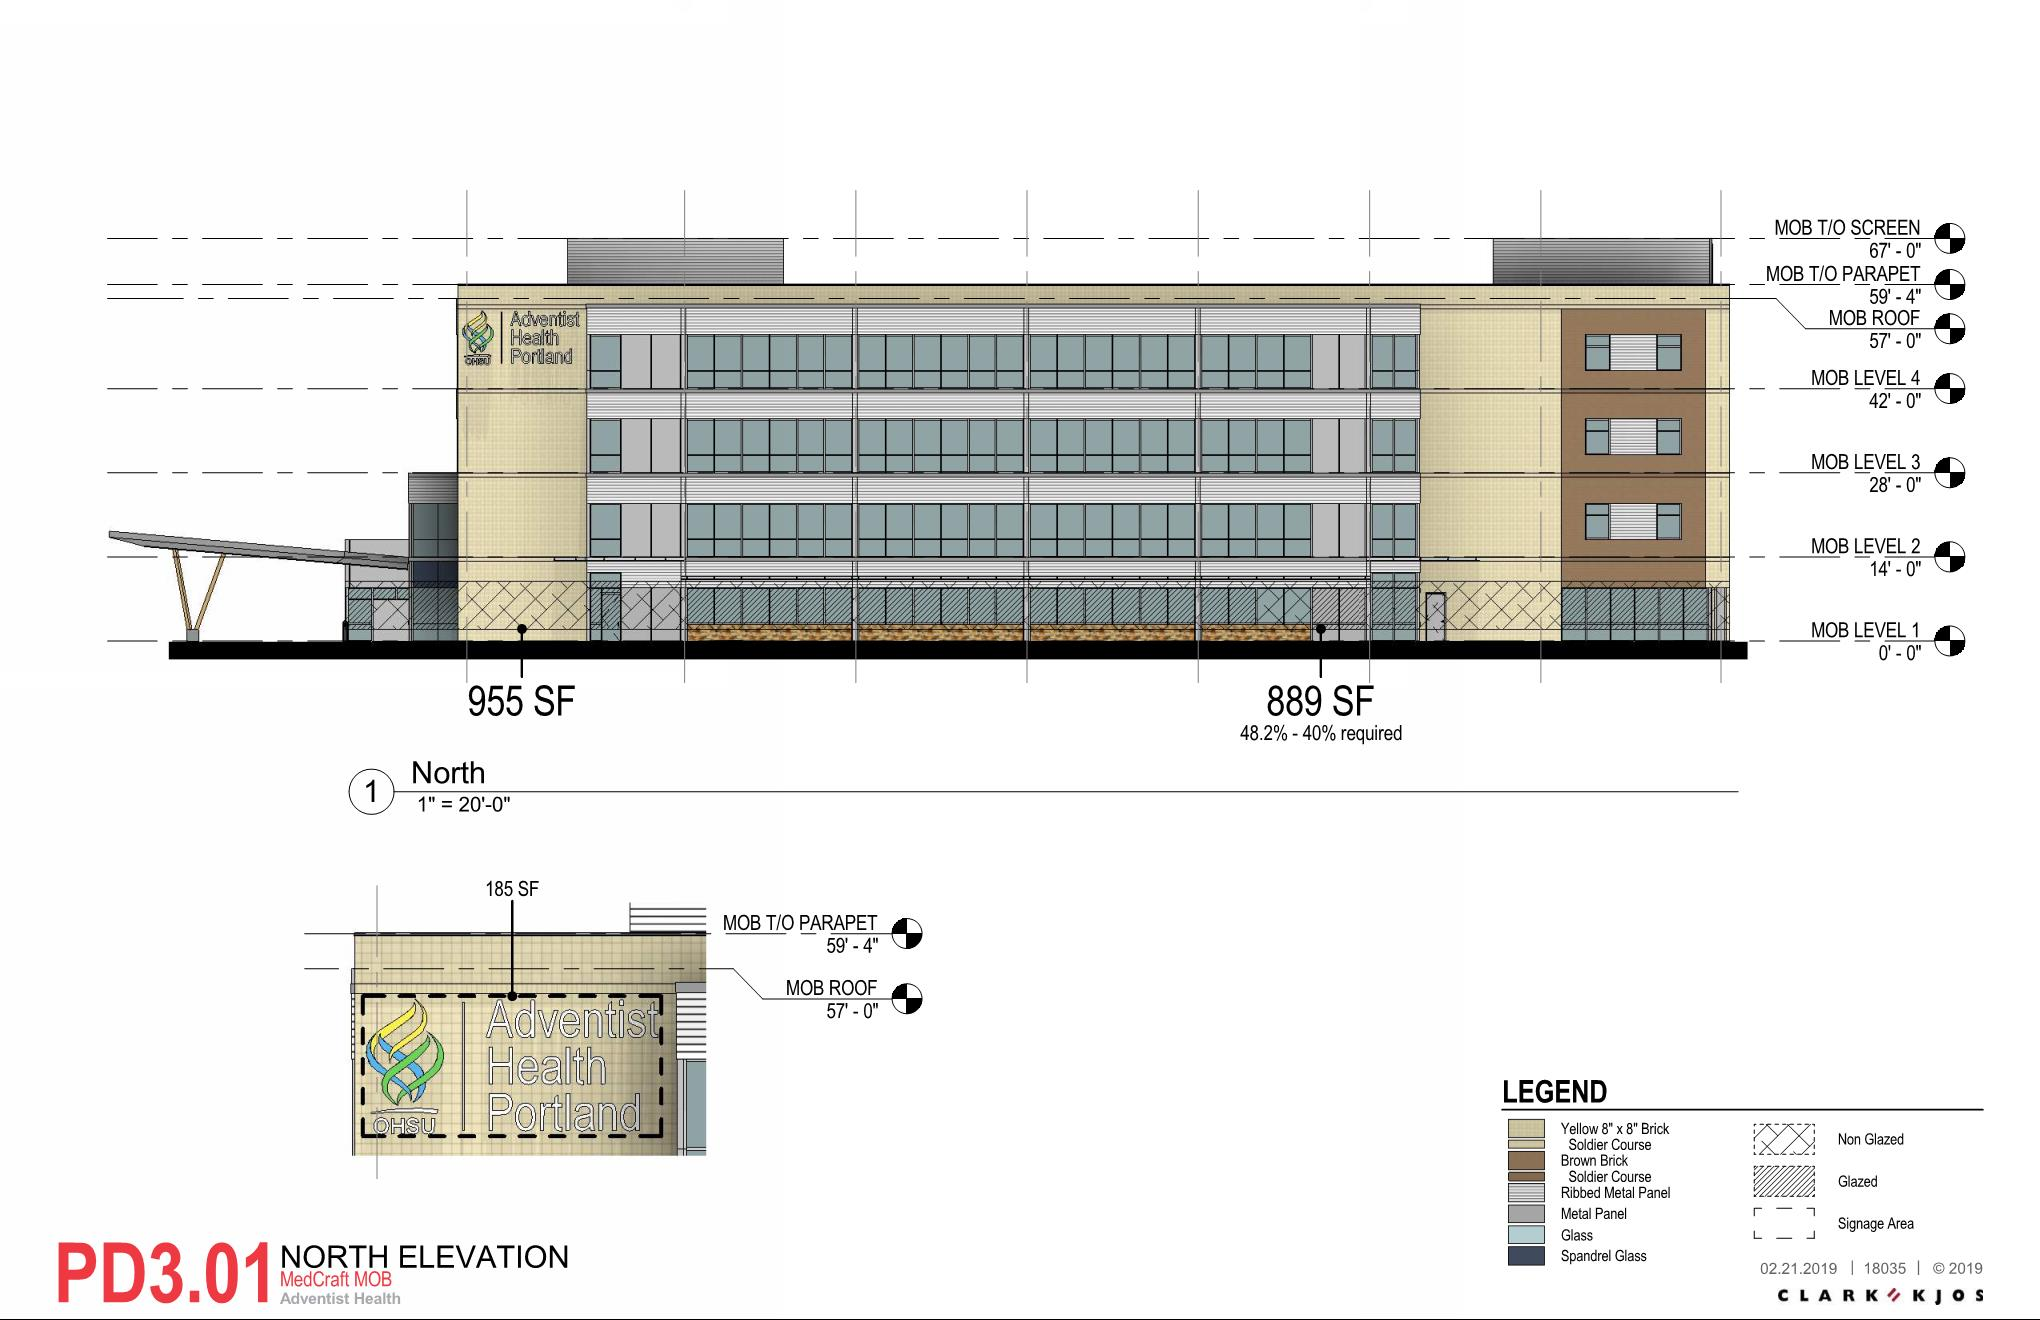 MOB T/O SCREEN
67' - 0"
MOB T/O PARAPET
59' - 4"
MOB ROOF
57' - 0"
Adventist
Health
Portland
OHSU
MOB LEVEL 4
42' - 0"
MOB LEVEL 3
28' - 0"
MOB LEVEL 2
14' - 0"
MOB LEVEL 1
0' - 0"
955 SF
889 SF
48.2% - 40% required
1
North
1" = 20'-0"
185 SF
MOB T/O PARAPET
59' - 4"
MOB ROOF
57' - 0"
Adventist
Health
Portland
OHSU
LEGEND
Yellow 8" x 8" Brick
Soldier Course
Brown Brick
Soldier Course
Ribbed Metal Panel
Metal Panel
Glass
Spandrel Glass
Non Glazed
Glazed
Signage Area
PD3.01
NORTH ELEVATION
MedCraft MOB
Adventist Health
02.21.2019 | 18035 | © 2019
CLARK KJOS